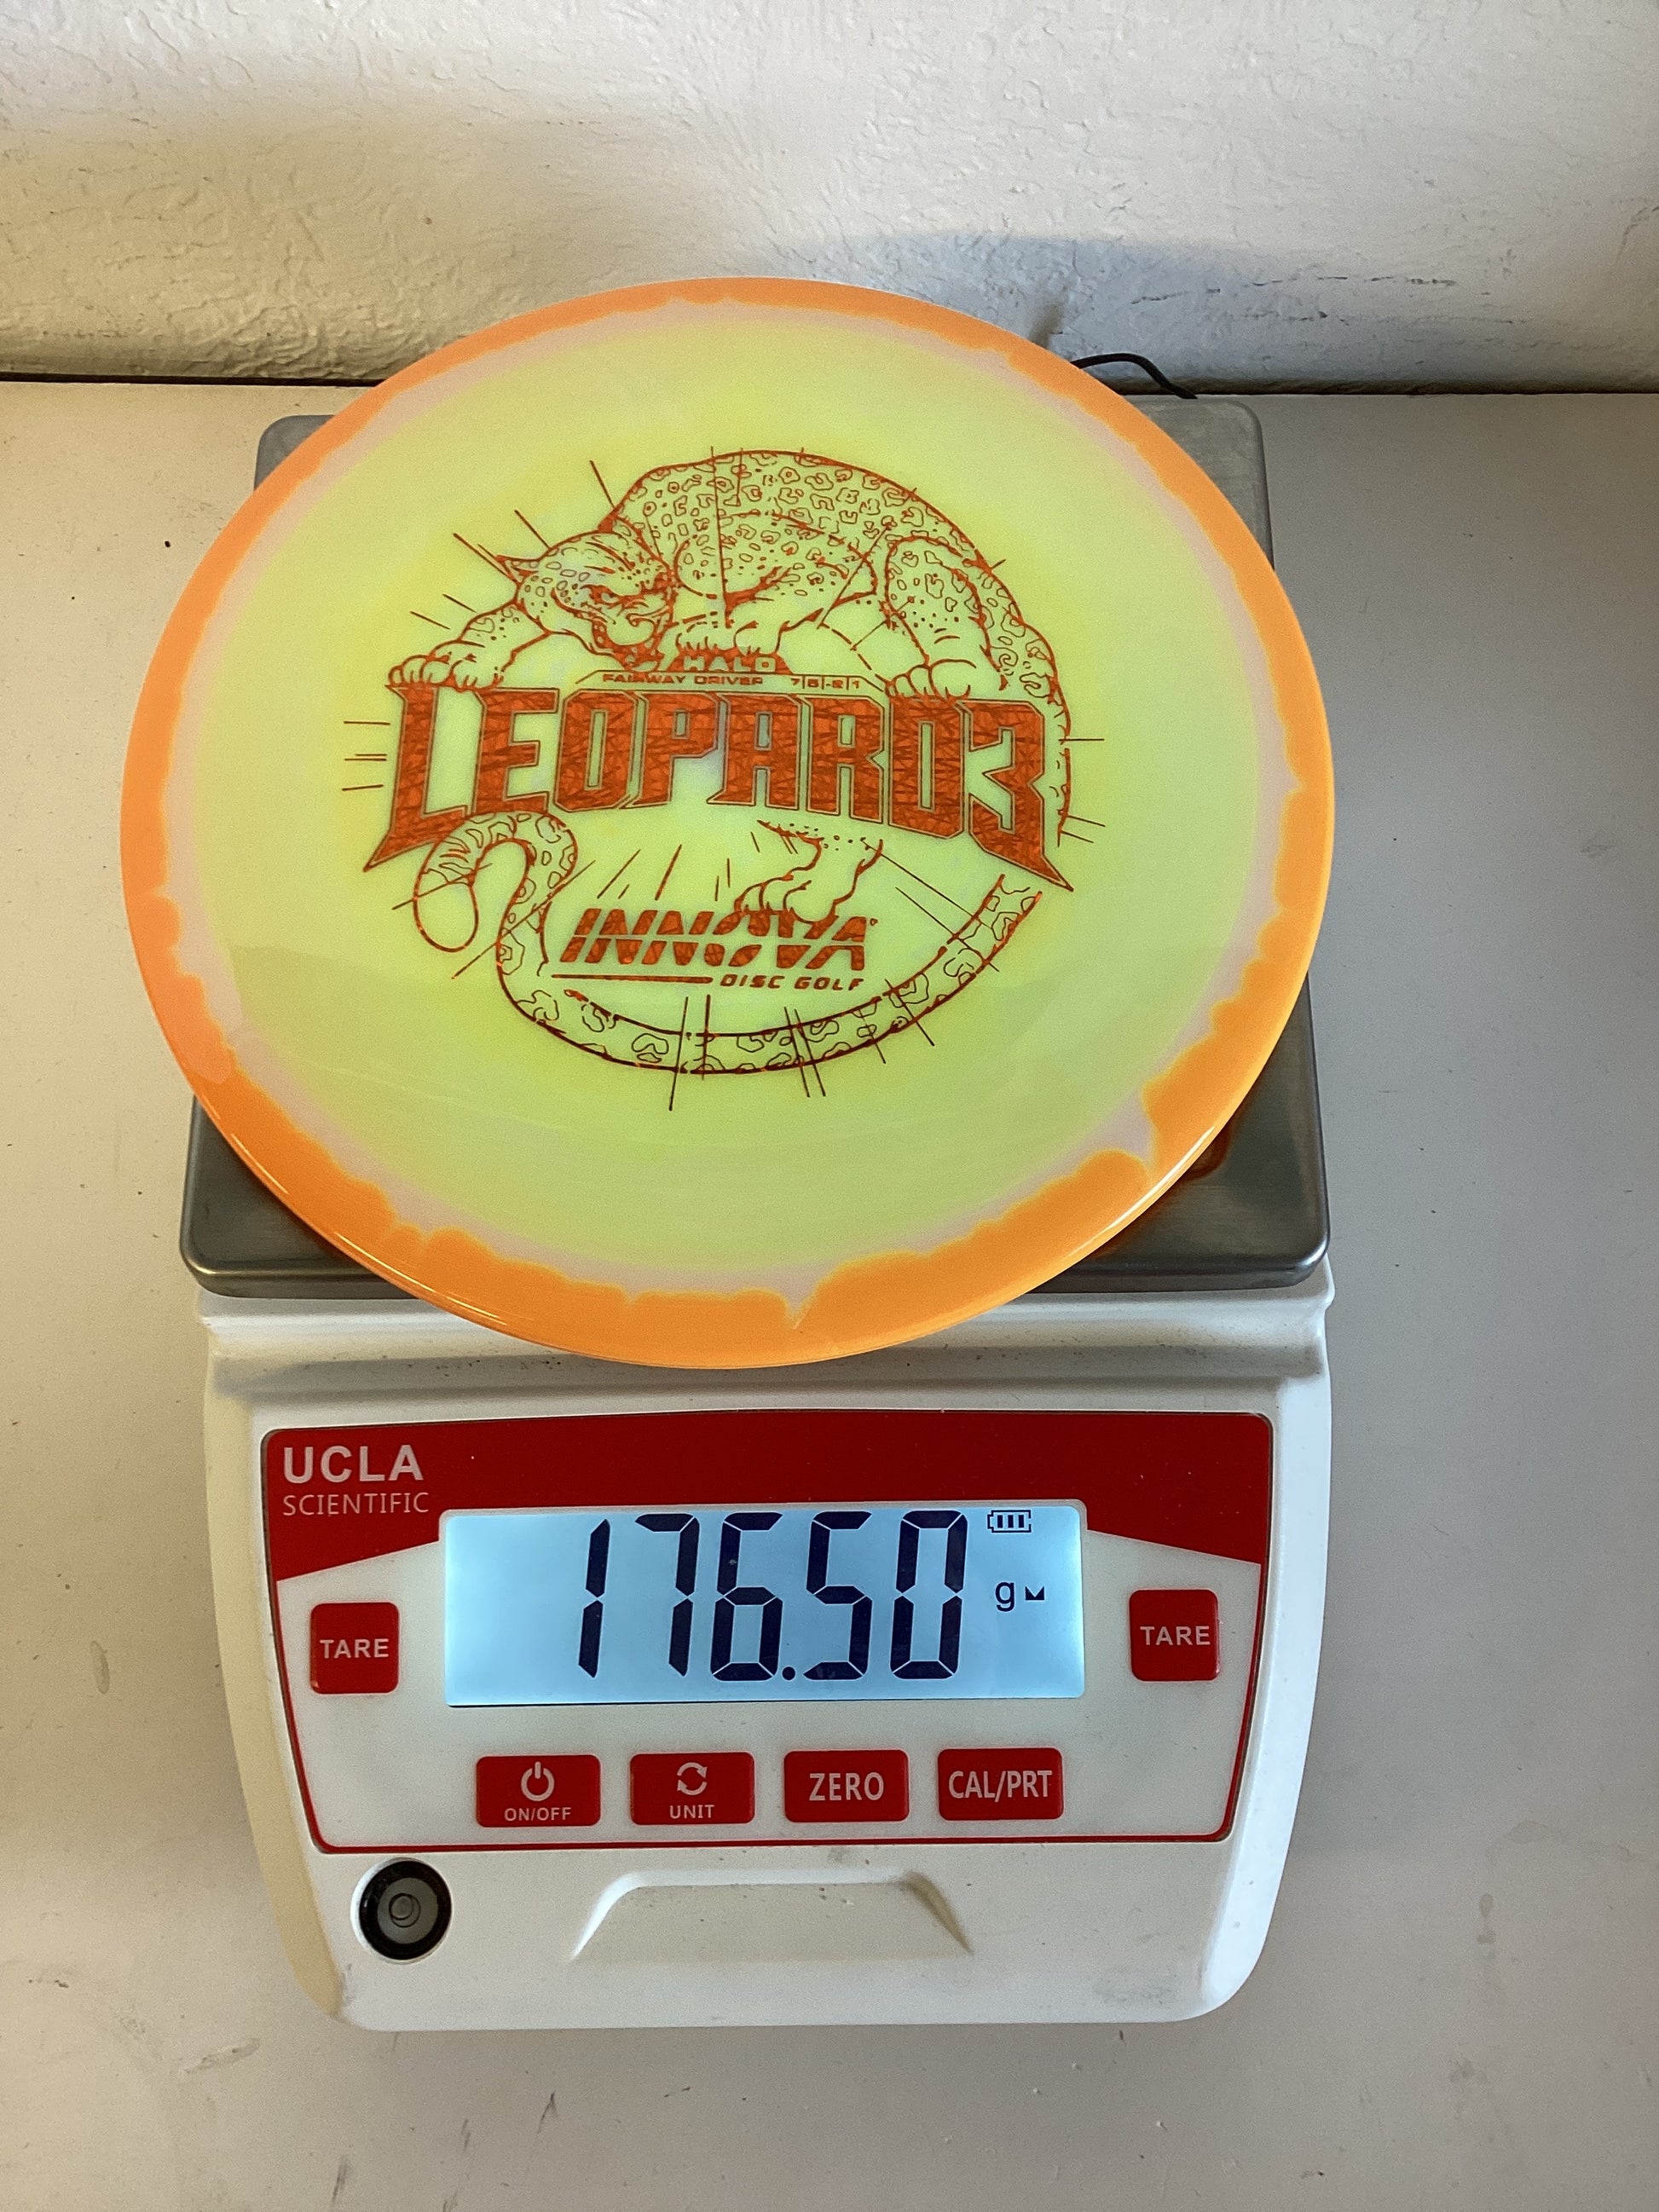 HALO
FAIRWAY DRIVER 7|5|-2|1
LEOPARD3
INNOVA
DISC GOLF
UCLA
SCIENTIFIC
176.50 g
TARE
TARE
ON/OFF
UNIT
ZERO
CAL/PRT